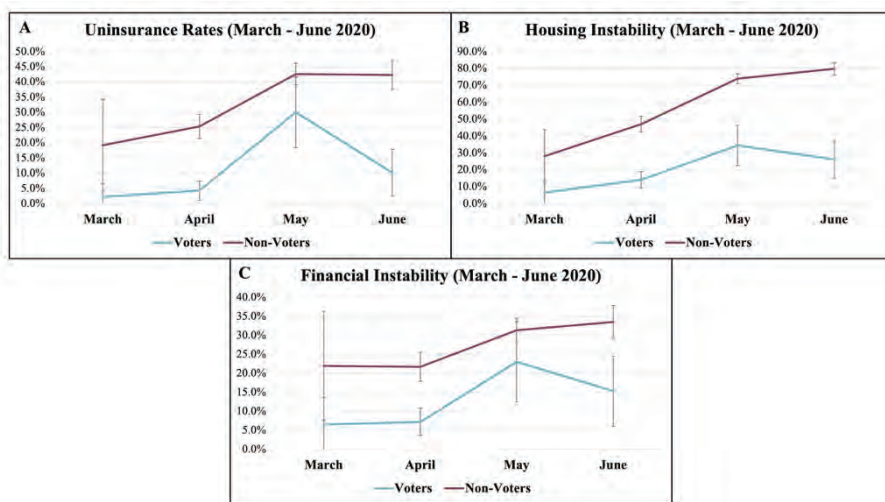 A
Uninsurance Rates (March - June 2020)
50.0%
45.0%
40.0%
35.0%
30.0%
25.0%
20.0%
15.0%
10.0%
5.0%
0.0%
March April May June
Voters Non-Voters
B
Housing Instability (March - June 2020)
90.0%
80.0%
70.0%
60.0%
50.0%
40.0%
30.0%
20.0%
10.0%
0.0%
March April May June
Voters Non-Voters
C
Financial Instability (March - June 2020)
40.0%
35.0%
30.0%
25.0%
20.0%
15.0%
10.0%
5.0%
0.0%
March April May June
Voters Non-Voters